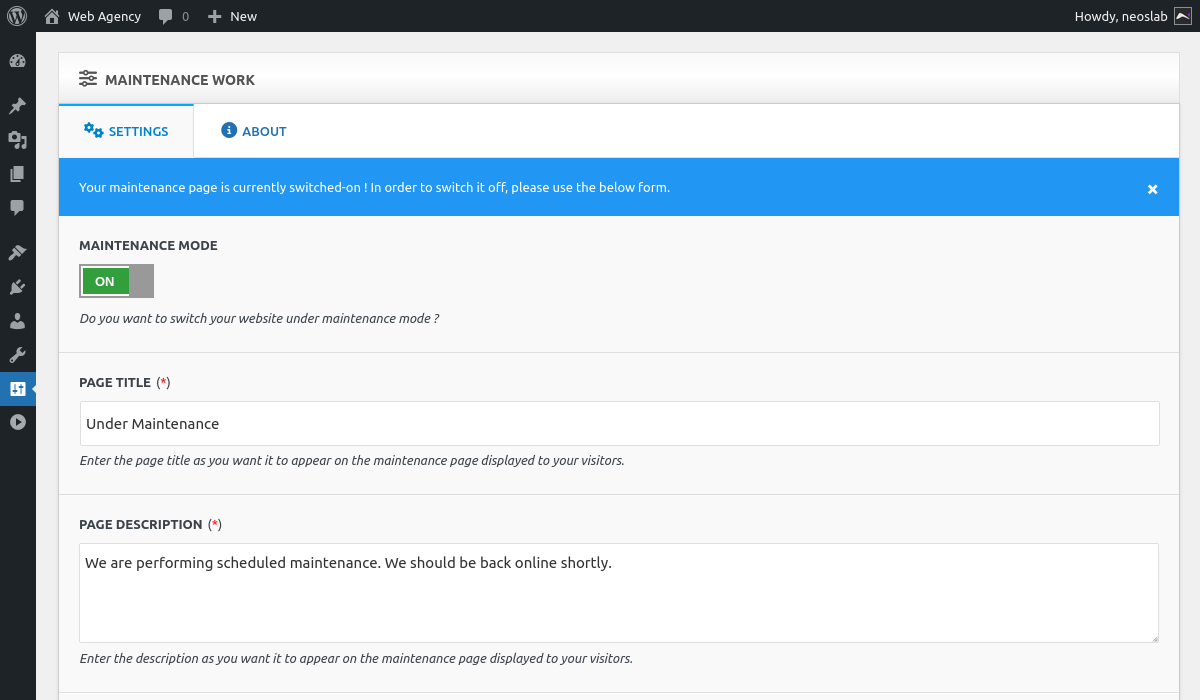 Web Agency 0 New Howdy, neoslab
MAINTENANCE WORK
SETTINGS ABOUT
Your maintenance page is currently switched-on ! In order to switch it off, please use the below form.
MAINTENANCE MODE
ON
Do you want to switch your website under maintenance mode ?
PAGE TITLE (*)
Under Maintenance
Enter the page title as you want it to appear on the maintenance page displayed to your visitors.
PAGE DESCRIPTION (*)
We are performing scheduled maintenance. We should be back online shortly.
Enter the description as you want it to appear on the maintenance page displayed to your visitors.